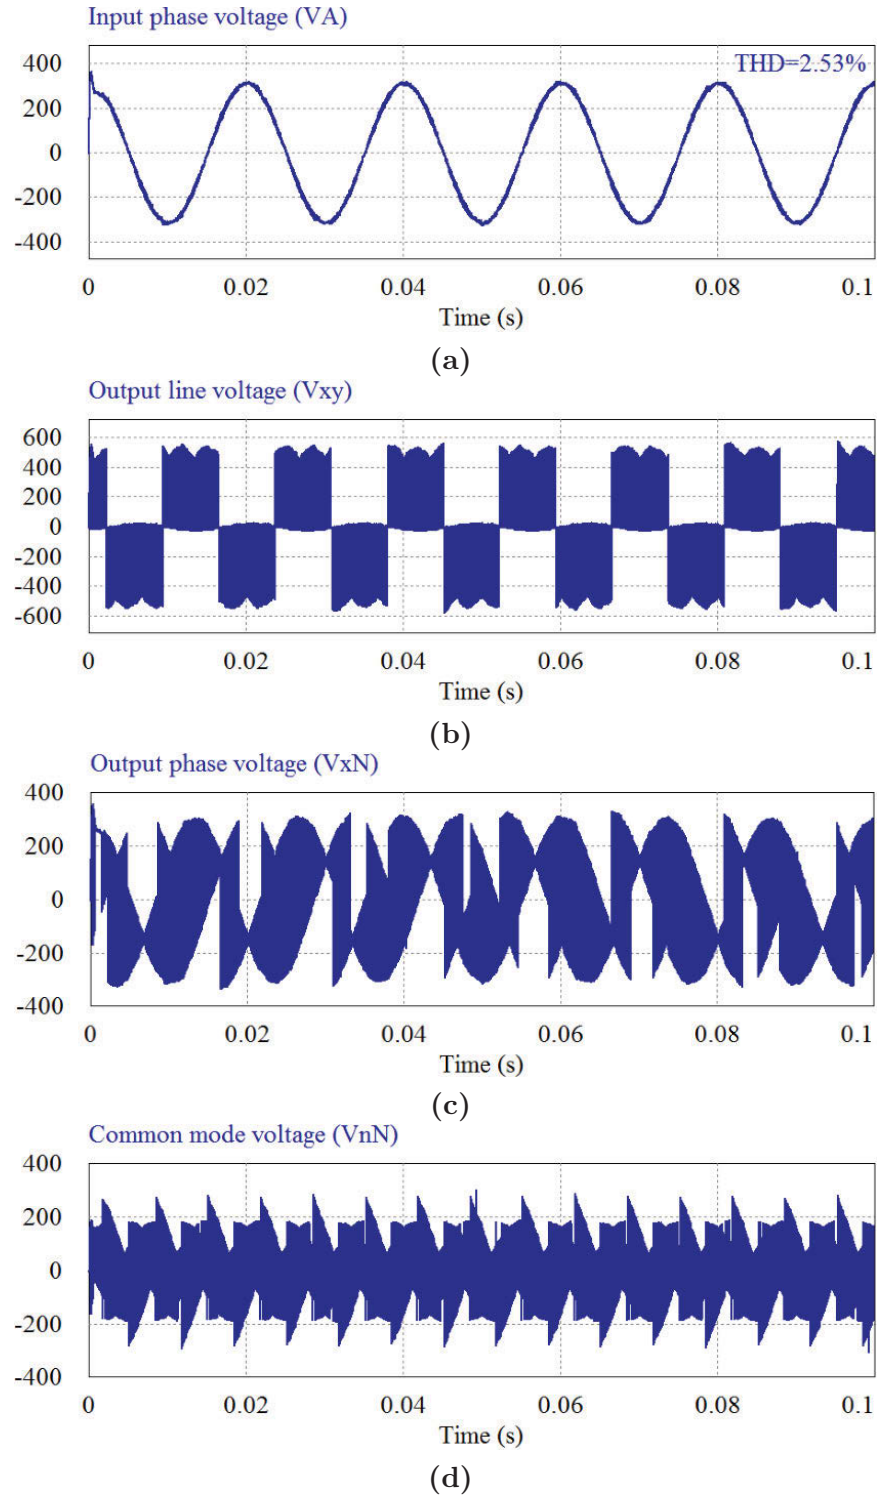 Input phase voltage (VA)
THD=2.53%
400
200
0
-200
-400
0 0.02 0.04 0.06 0.08 0.1
Time (s)
(a)
Output line voltage (Vxy)
600
400
200
0
-200
-400
-600
0 0.02 0.04 0.06 0.08 0.1
Time (s)
(b)
Output phase voltage (VxN)
400
200
0
-200
-400
0 0.02 0.04 0.06 0.08 0.1
Time (s)
(c)
Common mode voltage (VnN)
400
200
0
-200
-400
0 0.02 0.04 0.06 0.08 0.1
Time (s)
(d)